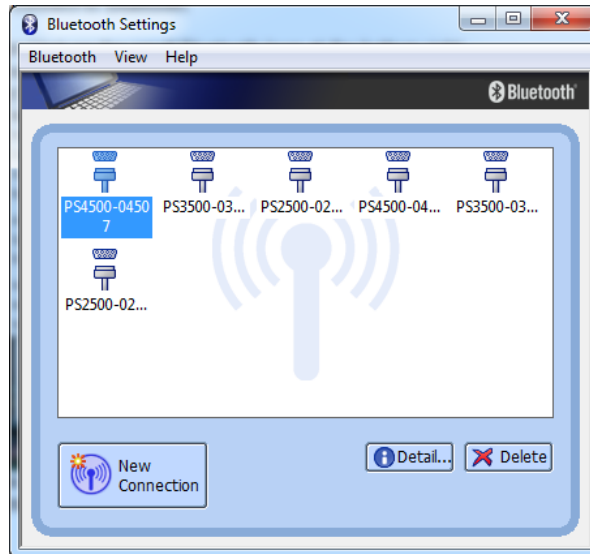 Bluetooth Settings
Bluetooth View Help
Bluetooth
PS4500-0450
7
PS3500-03...
PS2500-02...
PS4500-04...
PS3500-03...
PS2500-02...
New
Connection
Detail...
Delete